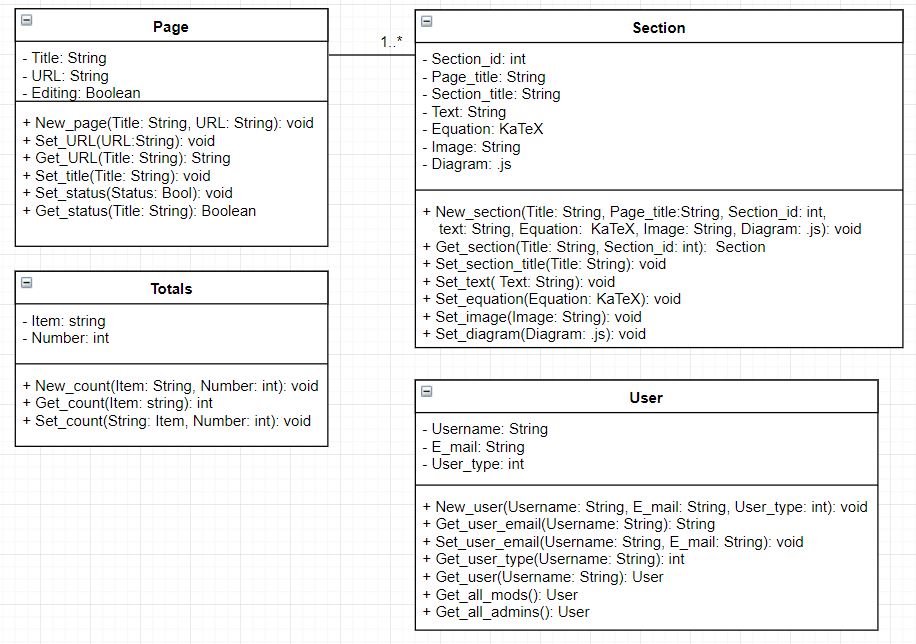 Page
- Title: String
- URL: String
- Editing: Boolean
+ New_page(Title: String, URL: String): void
+ Set_URL(URL:String): void
+ Get_URL(Title: String): String
+ Set_title(Title: String): void
+ Set_status(Status: Bool): void
+ Get_status(Title: String): Boolean
1..*
Section
- Section_id: int
- Page_title: String
- Section_title: String
- Text: String
- Equation: KaTeX
- Image: String
- Diagram: .js
+ New_section(Title: String, Page_title:String, Section_id: int,
text: String, Equation:  KaTeX, Image: String, Diagram: .js): void
+ Get_section(Title: String, Section_id: int):  Section
+ Set_section_title(Title: String): void
+ Set_text( Text: String): void
+ Set_equation(Equation: KaTeX): void
+ Set_image(Image: String): void
+ Set_diagram(Diagram: .js): void
Totals
- Item: string
- Number: int
+ New_count(Item: String, Number: int): void
+ Get_count(Item: string): int
+ Set_count(String: Item, Number: int): void
User
- Username: String
- E_mail: String
- User_type: int
+ New_user(Username: String, E_mail: String, User_type: int): void
+ Get_user_email(Username: String): String
+ Set_user_email(Username: String, E_mail: String): void
+ Get_user_type(Username: String): int
+ Get_user(Username: String): User
+ Get_all_mods(): User
+ Get_all_admins(): User